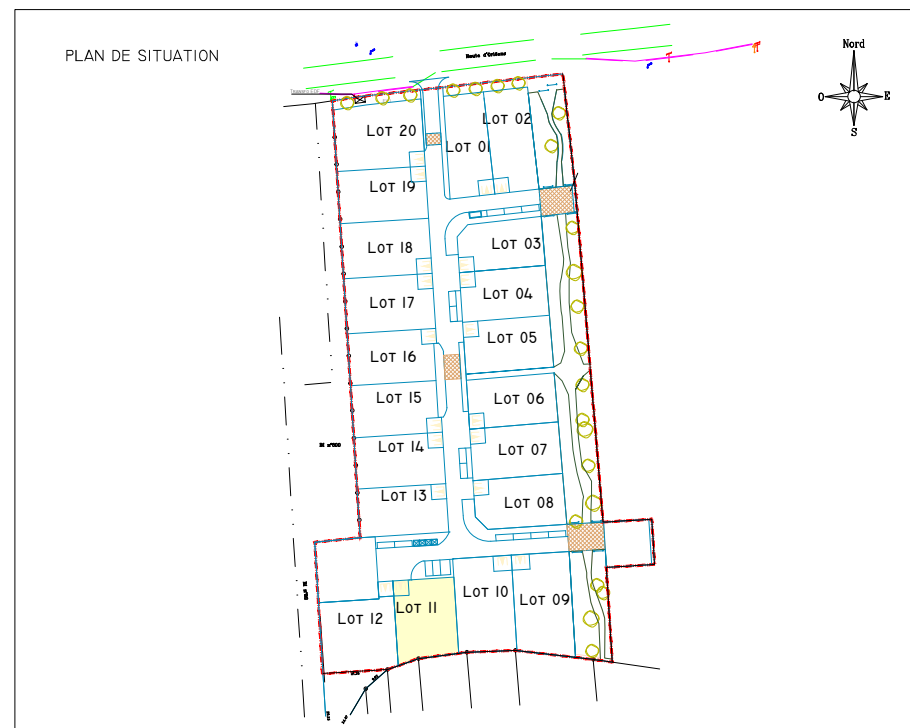 PLAN DE SITUATION
Route d'Orléans
Nord
O
E
S
LOT 20
LOT 01
LOT 02
LOT 19
LOT 18
LOT 03
LOT 17
LOT 04
LOT 16
LOT 05
LOT 15
LOT 06
LOT 14
LOT 07
LOT 13
LOT 08
LOT 12
LOT 11
LOT 10
LOT 09